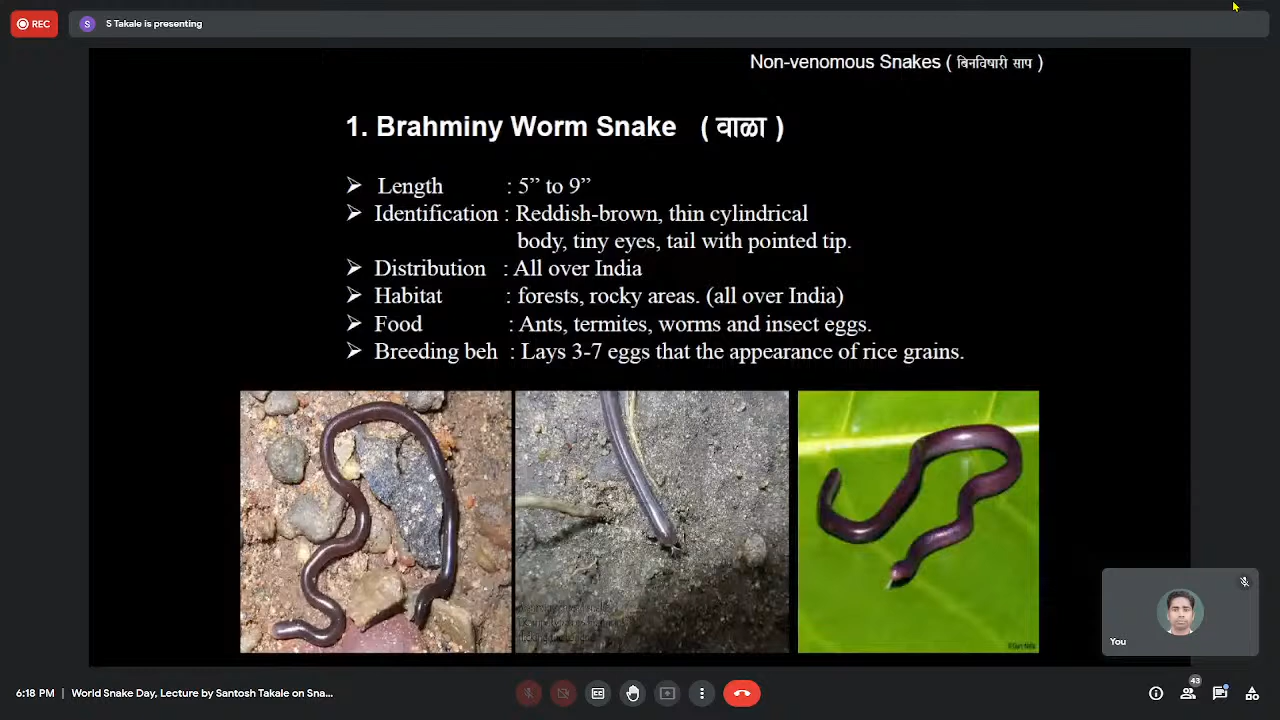 REC
S
S Takale is presenting
Non-venomous Snakes ( बिनविषारी साप )
1. Brahminy Worm Snake ( वाळा )
➢ Length : 5” to 9”
➢ Identification : Reddish-brown, thin cylindrical
body, tiny eyes, tail with pointed tip.
➢ Distribution : All over India
➢ Habitat : forests, rocky areas. (all over India)
➢ Food : Ants, termites, worms and insect eggs.
➢ Breeding beh : Lays 3-7 eggs that the appearance of rice grains.
You
6:18 PM | World Snake Day, Lecture by Santosh Takale on Sna...
43